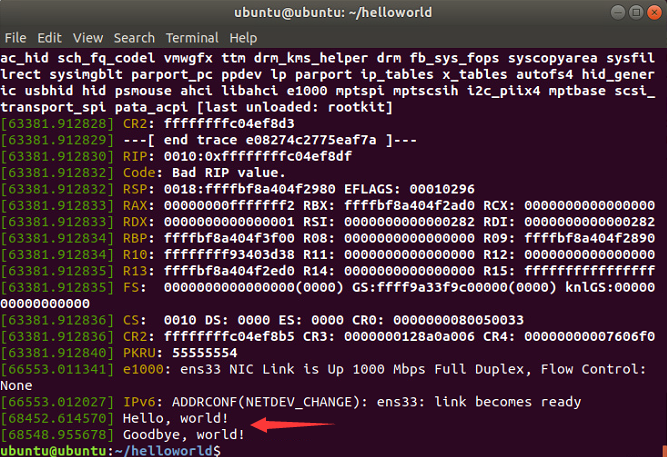 ubuntu@ubuntu: ~/helloworld
File Edit View Search Terminal Help
ac_hid sch_fq_codel vmwgfx ttm drm_kms_helper drm fb_sys_fops syscopyarea sysfil
lrect sysimgblt parport_pc ppdev lp parport ip_tables x_tables autofs4 hid_gener
ic usbhid hid psmouse ahci libahci e1000 mptspi mptscsih i2c_piix4 mptbase scsi_
transport_spi pata_acpi [last unloaded: rootkit]
[63381.912828] CR2: ffffffffc04ef8d3
[63381.912829] ---[ end trace e08274c2775eaf7a ]---
[63381.912830] RIP: 0010:0xffffffffc04ef8df
[63381.912832] Code: Bad RIP value.
[63381.912832] RSP: 0018:ffffbf8a404f2980 EFLAGS: 00010296
[63381.912833] RAX: 00000000fffffff2 RBX: ffffbf8a404f2ad0 RCX: 0000000000000000
[63381.912833] RDX: 0000000000000001 RSI: 0000000000000282 RDI: 0000000000000282
[63381.912834] RBP: ffffbf8a404f3f00 R08: 0000000000000000 R09: ffffbf8a404f2890
[63381.912834] R10: ffffffff93403d38 R11: 0000000000000000 R12: 0000000000000000
[63381.912835] R13: ffffbf8a404f2ed0 R14: 0000000000000000 R15: ffffffffffffffff
[63381.912835] FS:  0000000000000000(0000) GS:ffff9a33f9c00000(0000) knlGS:00000
00000000000
[63381.912836] CS:  0010 DS: 0000 ES: 0000 CR0: 0000000080050033
[63381.912836] CR2: ffffffffc04ef8b5 CR3: 0000000128a0a006 CR4: 00000000007606f0
[63381.912840] PKRU: 55555554
[66553.011341] e1000: ens33 NIC Link is Up 1000 Mbps Full Duplex, Flow Control:
None
[66553.012027] IPv6: ADDRCONF(NETDEV_CHANGE): ens33: link becomes ready
[68452.614570] Hello, world!
[68548.955678] Goodbye, world!
ubuntu@ubuntu:~/helloworld$